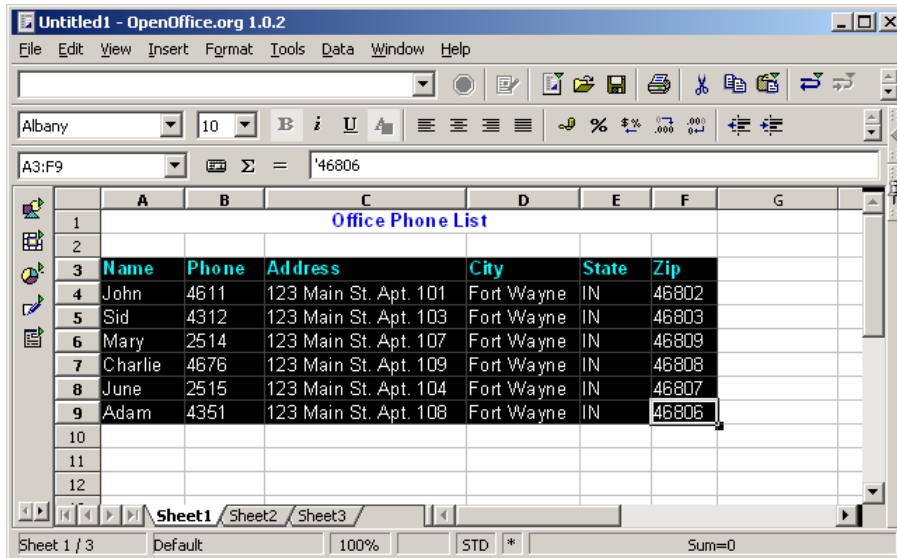 Untitled1 - OpenOffice.org 1.0.2
File Edit View Insert Format Tools Data Window Help
Albany 10 B i U A % $% .000 .000 0
A3:F9 Σ = '46806
A B C D E F G
1 Office Phone List
2
3 Name Phone Address City State Zip
4 John 4611 123 Main St. Apt. 101 Fort Wayne IN 46802
5 Sid 4312 123 Main St. Apt. 103 Fort Wayne IN 46803
6 Mary 2514 123 Main St. Apt. 107 Fort Wayne IN 46809
7 Charlie 4676 123 Main St. Apt. 109 Fort Wayne IN 46808
8 June 2515 123 Main St. Apt. 104 Fort Wayne IN 46807
9 Adam 4351 123 Main St. Apt. 108 Fort Wayne IN 46806
10
11
12
Sheet1 Sheet2 Sheet3
Sheet 1 / 3 Default 100% STD * Sum=0